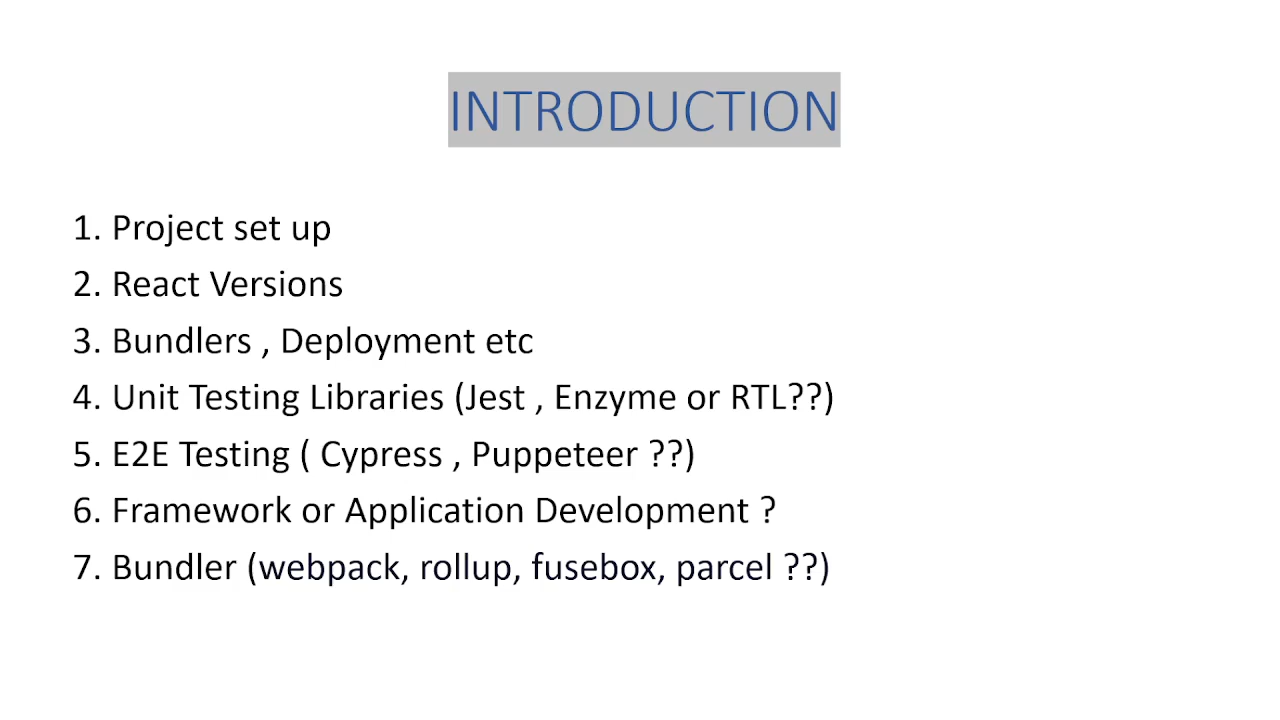 INTRODUCTION
1. Project set up
2. React Versions
3. Bundlers , Deployment etc
4. Unit Testing Libraries (Jest , Enzyme or RTL??)
5. E2E Testing ( Cypress , Puppeteer ??)
6. Framework or Application Development ?
7. Bundler (webpack, rollup, fusebox, parcel ??)